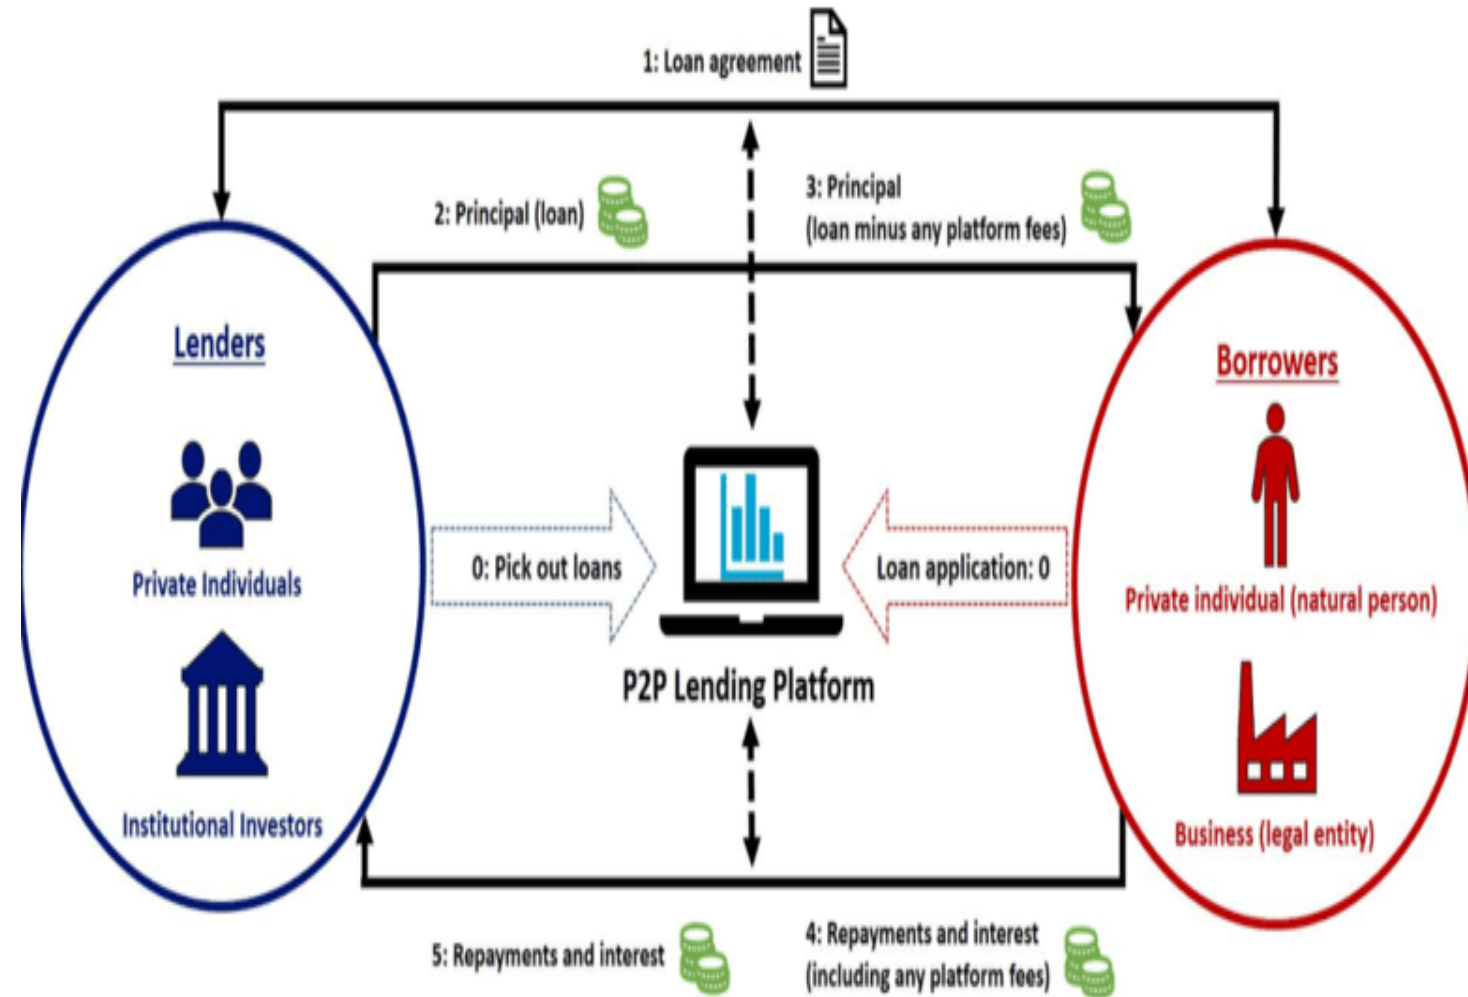 1: Loan agreement
2: Principal (loan)
3: Principal
(loan minus any platform fees)
Lenders
Borrowers
Private Individuals
0: Pick out loans
Loan application: 0
Private individual (natural person)
P2P Lending Platform
Institutional Investors
Business (legal entity)
5: Repayments and interest
4: Repayments and interest
(including any platform fees)